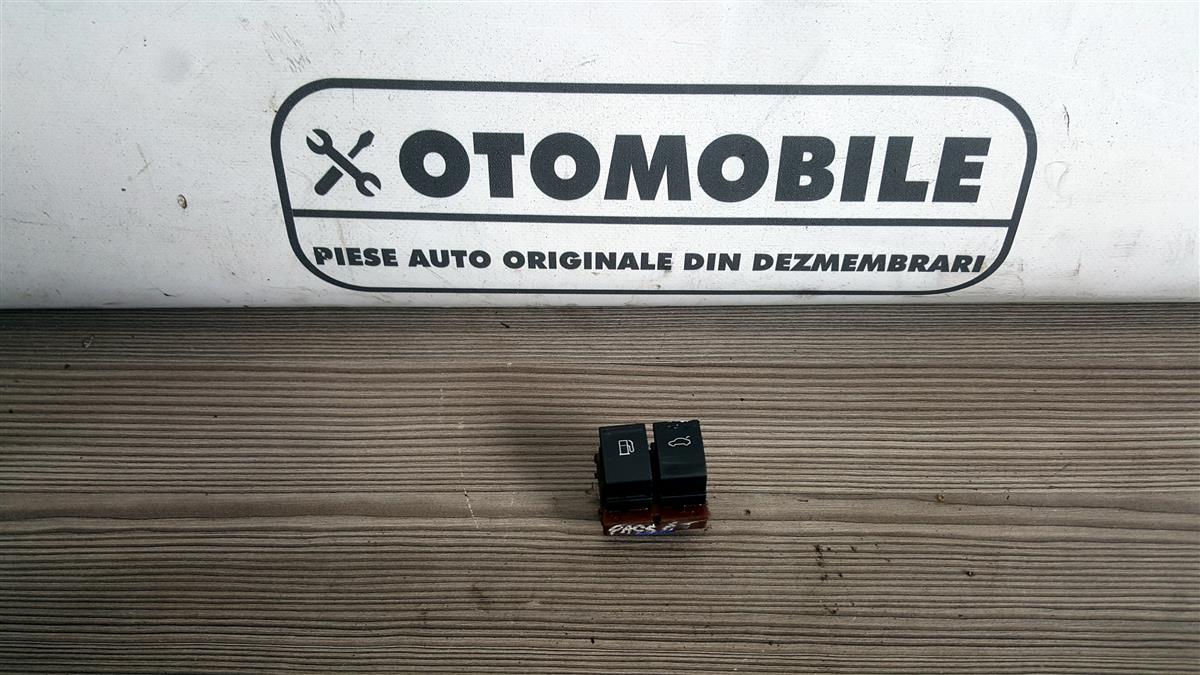 OTOMOBILE
PIESE AUTO ORIGINALE DIN DEZMEMBRARI